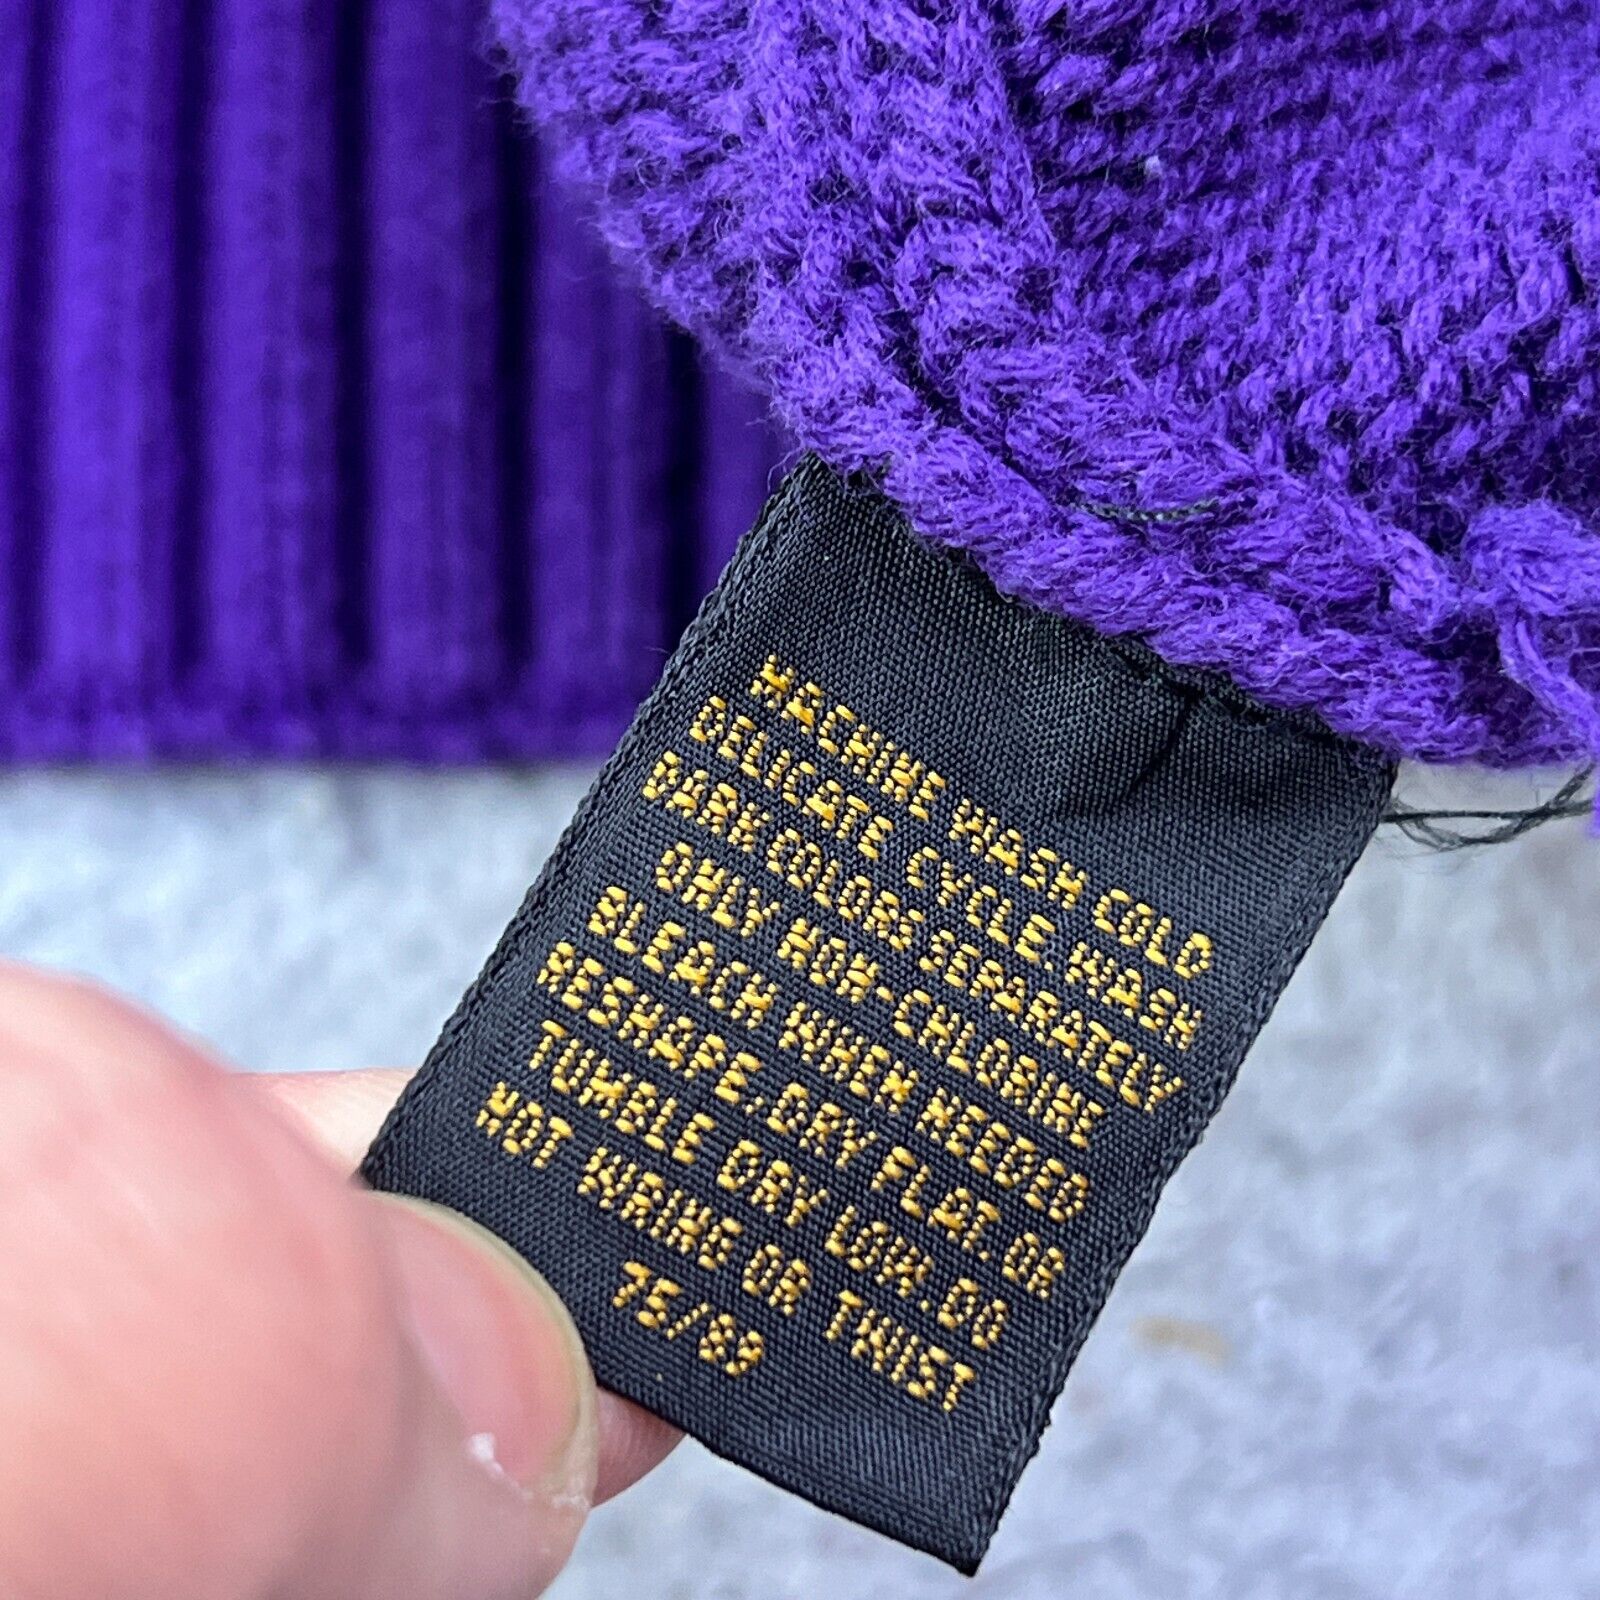 MACHINE WASH COLD
DELICATE CYCLE.WASH
DARK COLORS SEPARATELY
ONLY NON-CHLORINE
BLEACH WHEN NEEDED
RESHAPE.DRY FLAT. OR
TUMBLE DRY LOW.DO
NOT WRING OR TWIST
75/89